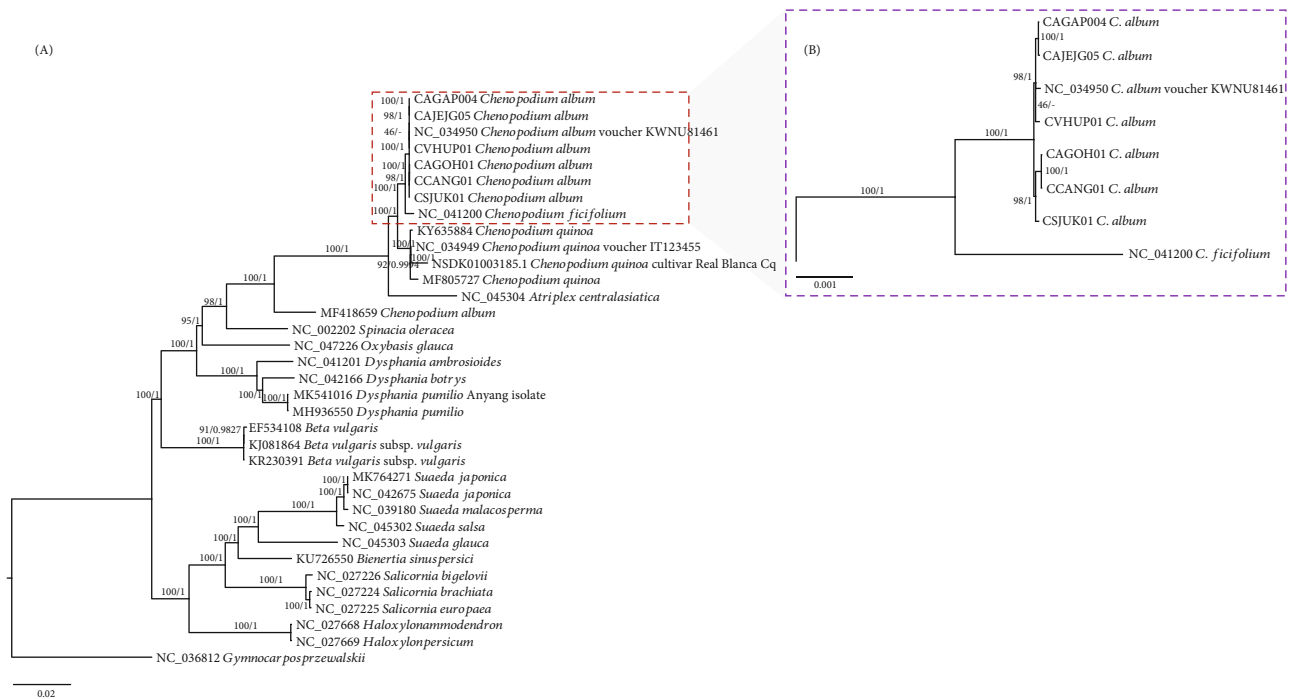 (A)
100/1
CAGAP004 Chenopodium album
98/1
CAJEJG05 Chenopodium album
46/-
NC_034950 Chenopodium album voucher KWNU81461
100/1
CVHUP01 Chenopodium album
100/1
CAGOH01 Chenopodium album
98/1
CCANG01 Chenopodium album
100/1
CSJUK01 Chenopodium album
NC_041200 Chenopodium ficifolium
100/1
KY635884 Chenopodium quinoa
100/1
NC_034949 Chenopodium quinoa voucher IT123455
100/1
92/0.9994
100/1
NSDK01003185.1 Chenopodium quinoa cultivar Real Blanca Cq
MF805727 Chenopodium quinoa
100/1
NC_045304 Atriplex centralasiatica
98/1
MF418659 Chenopodium album
95/1
NC_002202 Spinacia oleracea
NC_047226 Oxybasis glauca
NC_041201 Dysphania ambrosioides
100/1
NC_042166 Dysphania botrys
100/1
100/1
100/1
MK541016 Dysphania pumilio Anyang isolate
MH936550 Dysphania pumilio
91/0.9827
EF534108 Beta vulgaris
100/1
KJ081864 Beta vulgaris subsp. vulgaris
KR230391 Beta vulgaris subsp. vulgaris
100/1
MK764271 Suaeda japonica
100/1
NC_042675 Suaeda japonica
100/1
NC_039180 Suaeda malacosperma
100/1
NC_045302 Suaeda salsa
100/1
NC_045303 Suaeda glauca
100/1
KU726550 Bienertia sinuspersici
100/1
NC_027226 Salicornia bigelovii
NC_027224 Salicornia brachiata
100/1
100/1
NC_027225 Salicornia europaea
100/1
NC_027668 Haloxylonammodendron
NC_027669 Haloxylonpersicum
NC_036812 Gymnocarposprzewalskii
0.02
(B)
CAGAP004 C. album
100/1
CAJEJG05 C. album
98/1
NC_034950 C. album voucher KWNU81461
46/-
CVHUP01 C. album
100/1
CAGOH01 C. album
100/1
CCANG01 C. album
100/1
98/1
CSJUK01 C. album
NC_041200 C. ficifolium
0.001